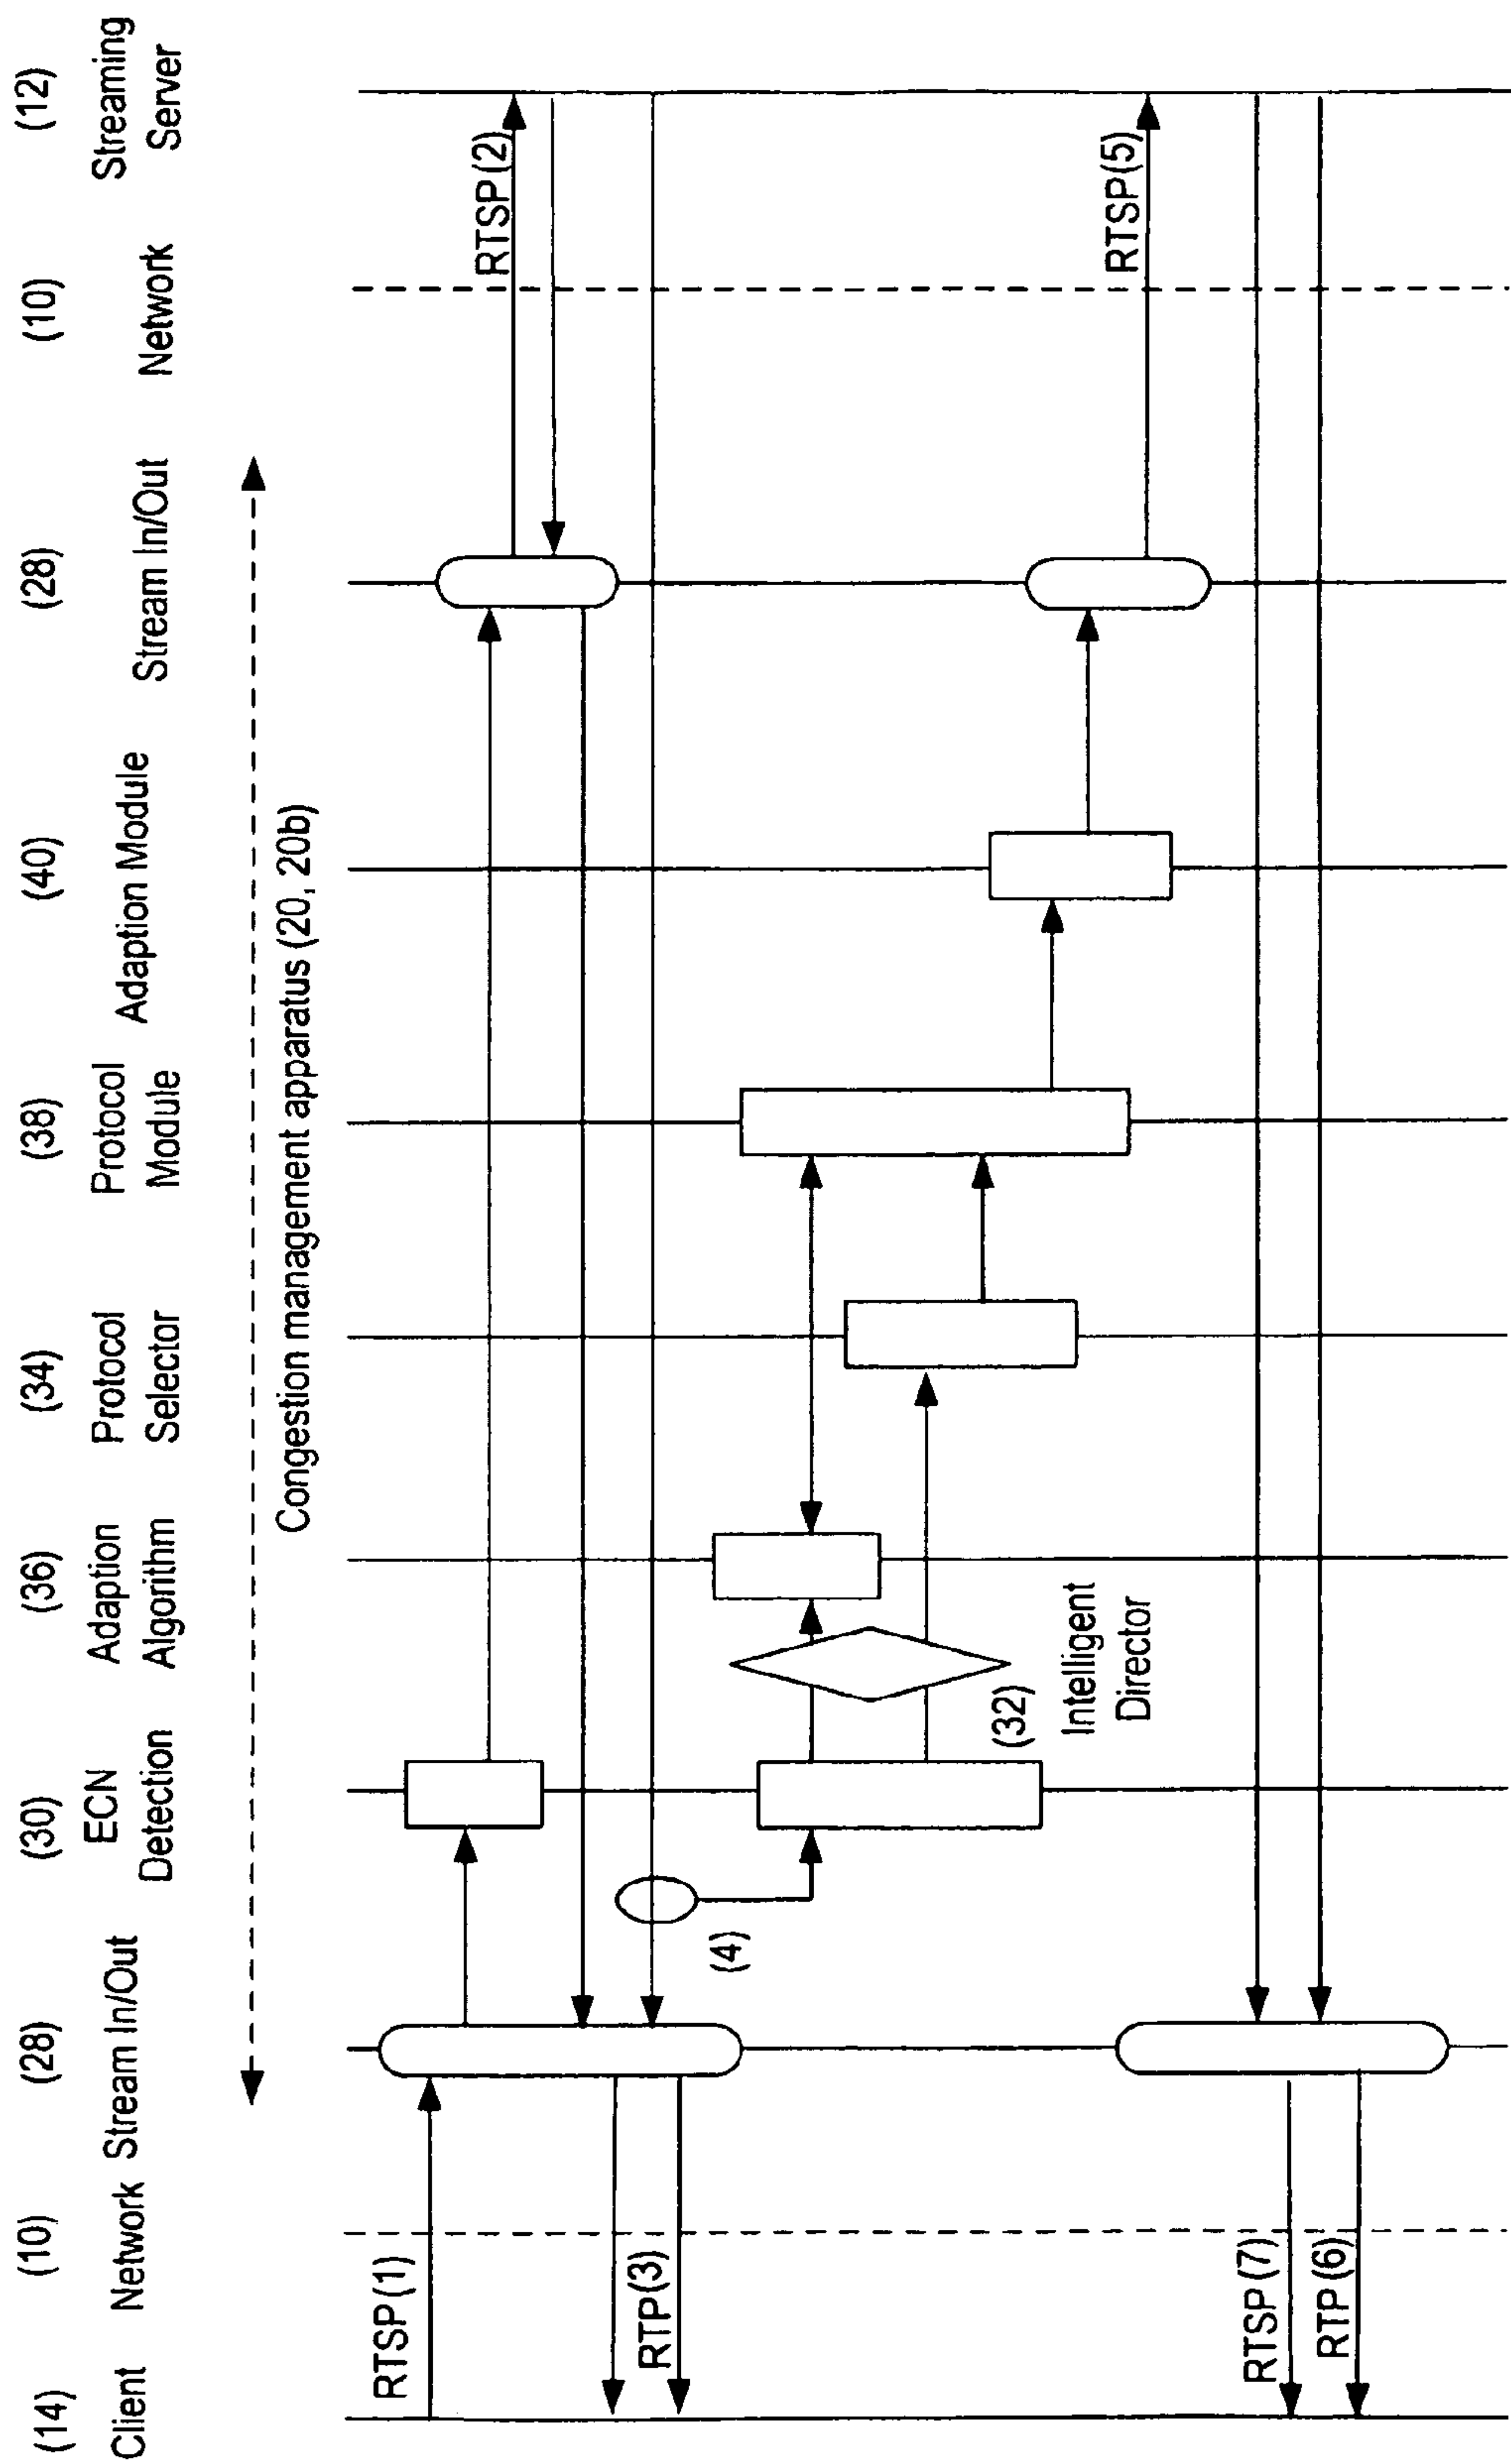 (14)
Client
(10)
Network
(28)
Stream In/Out
(30)
ECN
Detection
(36)
Adaption
Algorithm
(34)
Protocol
Selector
(38)
Protocol
Module
(40)
Adaption Module
(28)
Stream In/Out
(10)
Network
(12)
Streaming
Server
Congestion management apparatus (20, 20b)
RTSP(1)
RTSP(2)
RTP(3)
(4)
(32)
Intelligent
Director
RTSP(5)
RTSP(7)
RTP(6)